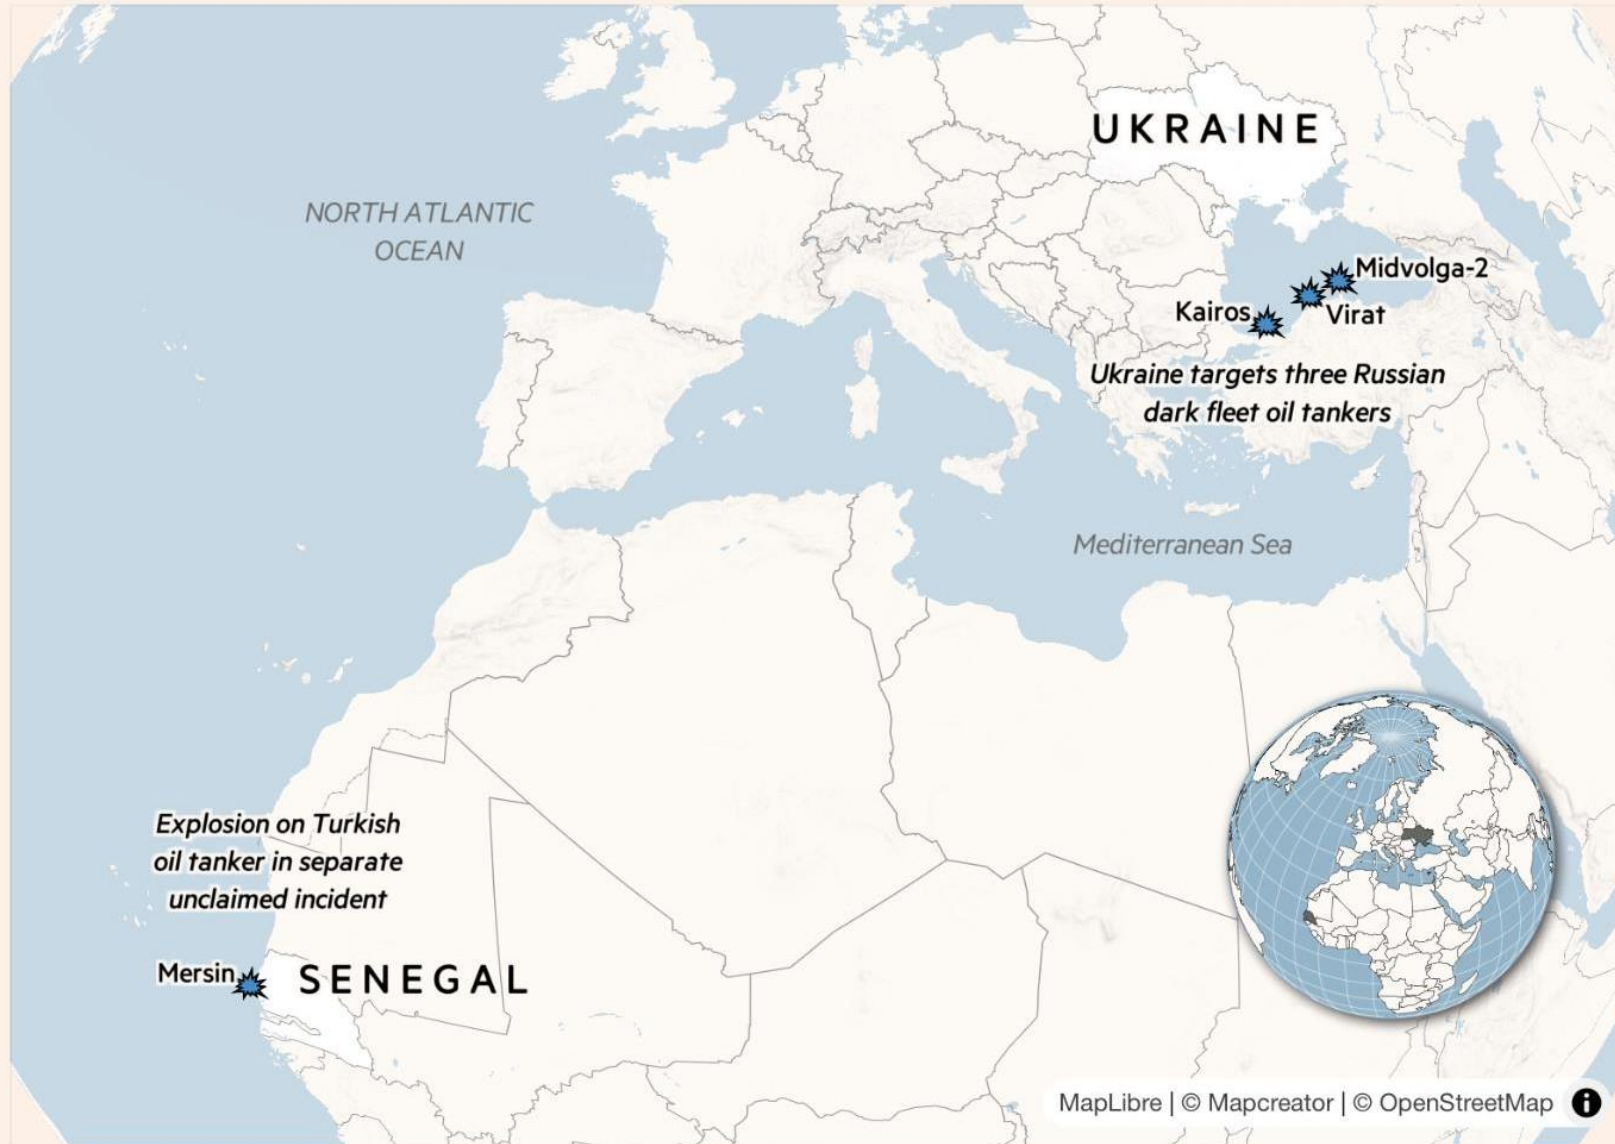 UKRAINE
NORTH ATLANTIC
OCEAN
Midvolga-2
Kairos
Virat
Ukraine targets three Russian
dark fleet oil tankers
Mediterranean Sea
Explosion on Turkish
oil tanker in separate
unclaimed incident
Mersin
SENEGAL
MapLibre | © Mapcreator | © OpenStreetMap